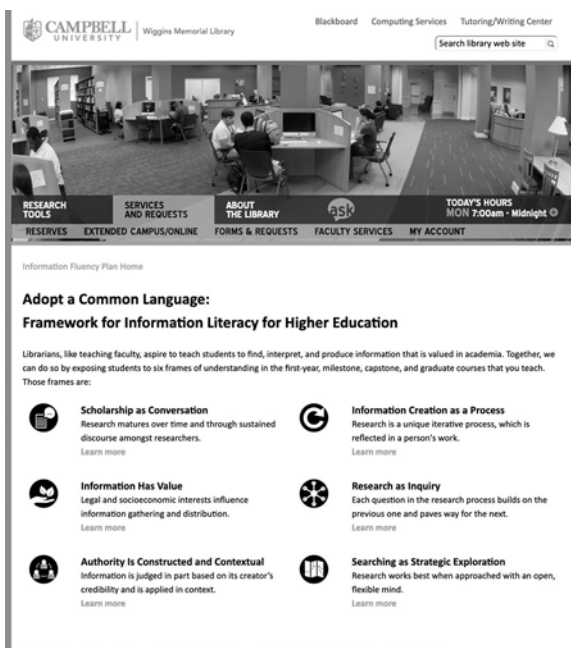 Blackboard Computing Services Tutoring/Writing Center
CAMPBELL
UNIVERSITY
Wiggins Memorial Library
Search library web site
RESEARCH
TOOLS
SERVICES
AND REQUESTS
ABOUT
THE LIBRARY
ask
TODAY'S HOURS
MON 7:00am - Midnight
RESERVES EXTENDED CAMPUS/ONLINE FORMS & REQUESTS FACULTY SERVICES MY ACCOUNT
Information Fluency Plan Home
Adopt a Common Language:
Framework for Information Literacy for Higher Education
Librarians, like teaching faculty, aspire to teach students to find, interpret, and produce information that is valued in academia. Together, we
can do so by exposing students to six frames of understanding in the first-year, milestone, capstone, and graduate courses that you teach.
Those frames are:
Scholarship as Conversation
Research matures over time and through sustained
discourse amongst researchers.
Learn more
Information Creation as a Process
Research is a unique iterative process, which is
reflected in a person's work.
Learn more
Information Has Value
Legal and socioeconomic interests influence
information gathering and distribution.
Learn more
Research as Inquiry
Each question in the research process builds on the
previous one and paves way for the next.
Learn more
Authority Is Constructed and Contextual
Information is judged in part based on its creator's
credibility and is applied in context.
Learn more
Searching as Strategic Exploration
Research works best when approached with an open,
flexible mind.
Learn more